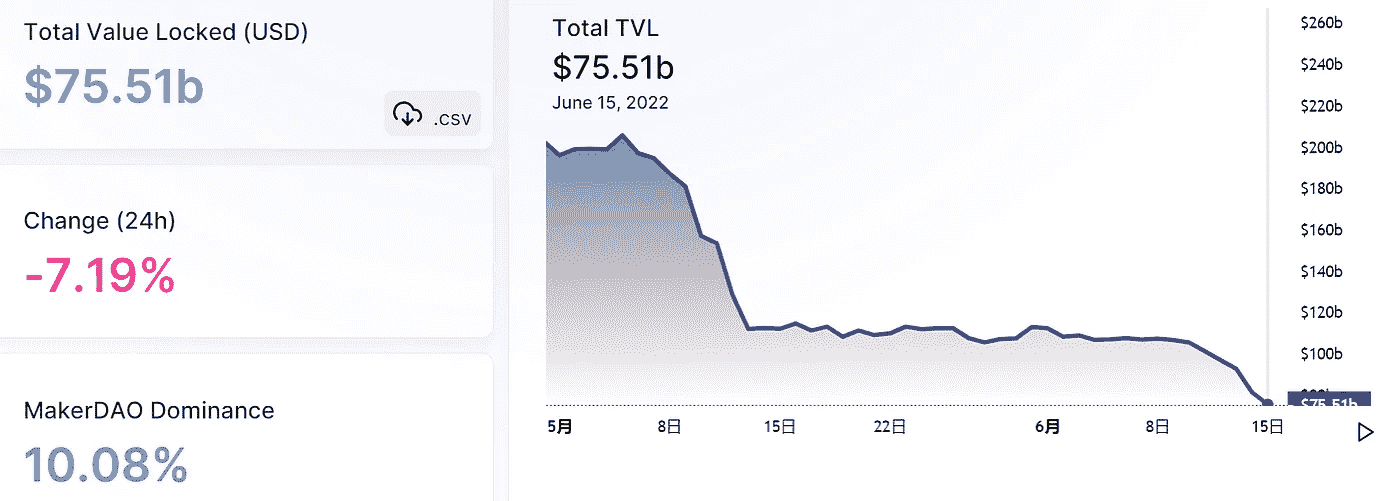 Total Value Locked (USD)
$75.51b
.csv
Change (24h)
-7.19%
MakerDAO Dominance
10.08%
Total TVL
$75.51b
June 15, 2022
$260b
$240b
$220b
$200b
$180b
$160b
$140b
$120b
$100b
$75.51b
5月 8日 15日 22日 6月 8日 15日